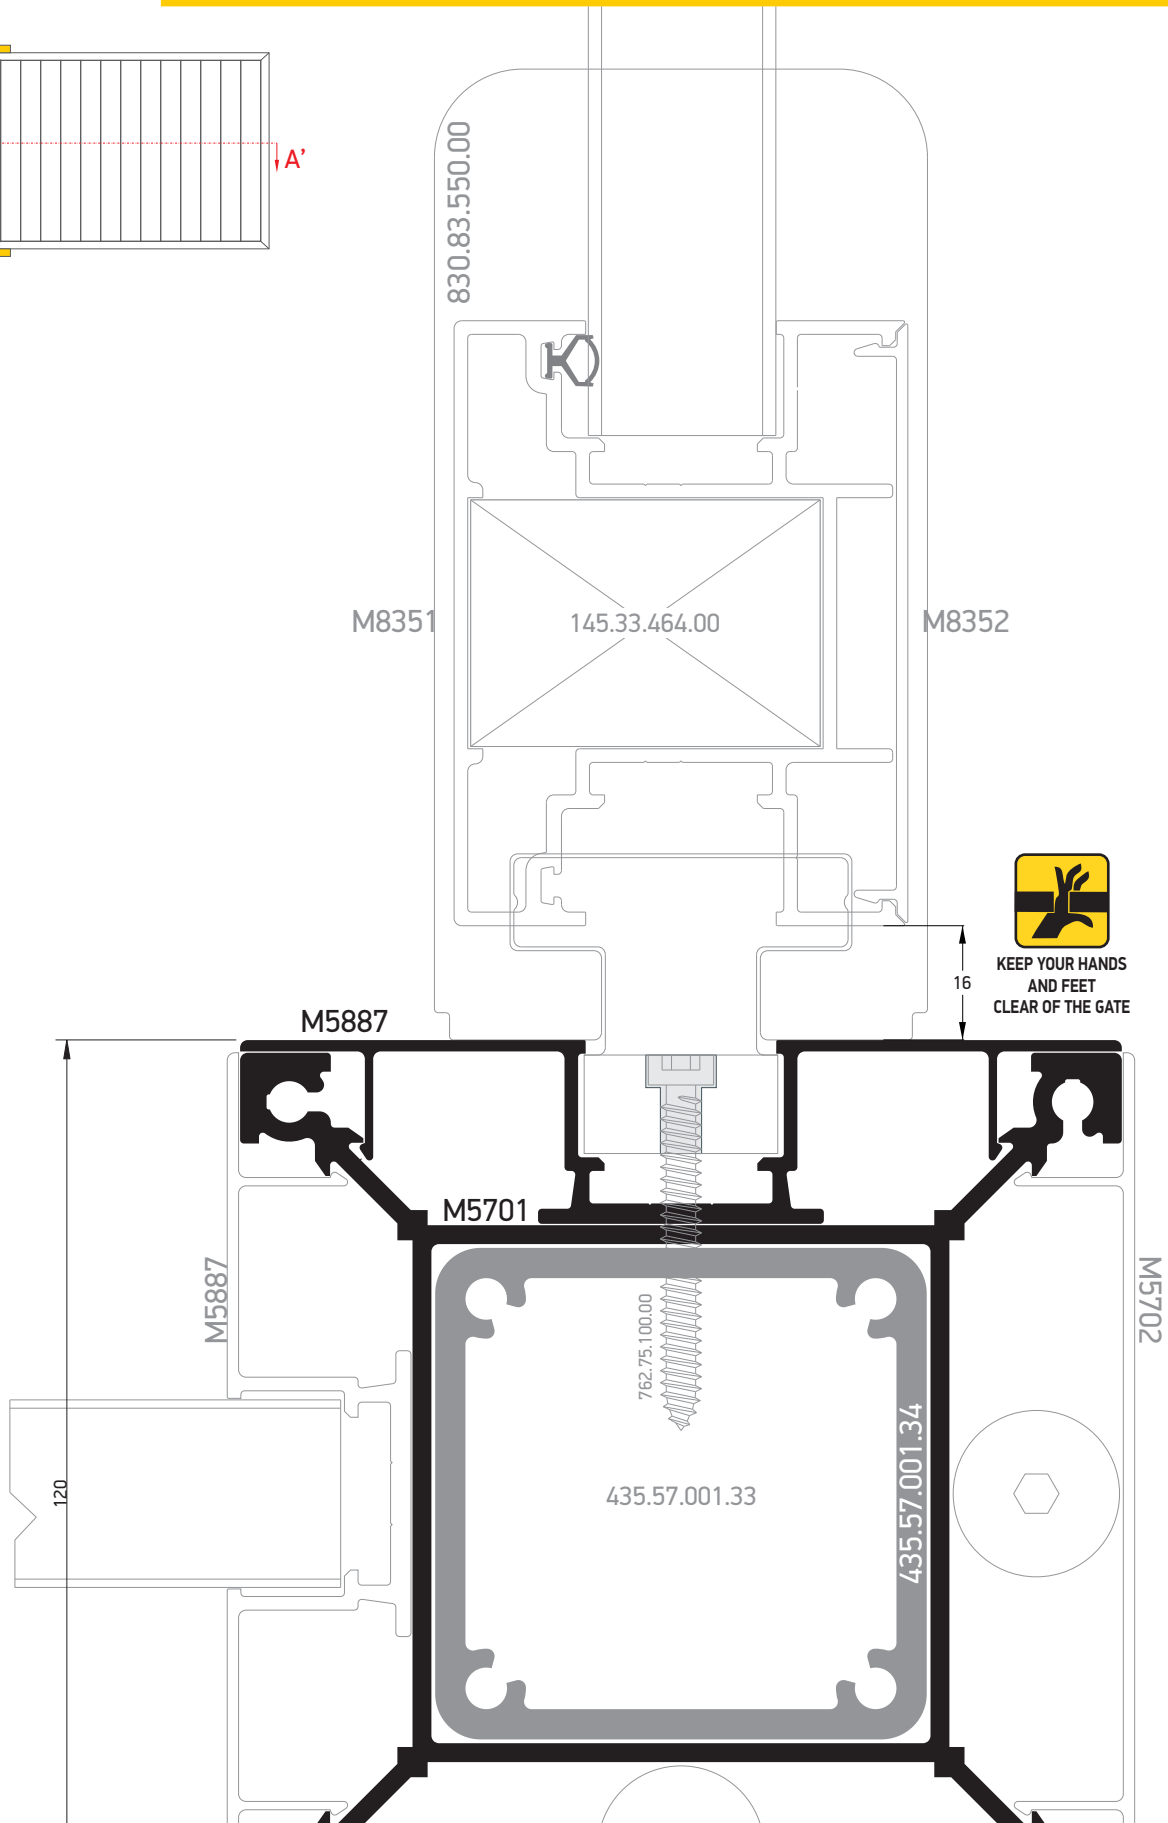 A'
830.83.550.00
M8351
145.33.464.00
M8352
16
KEEP YOUR HANDS
AND FEET
CLEAR OF THE GATE
M5887
M5701
M5887
M5702
762.75.100.00
120
435.57.001.33
435.57.001.34